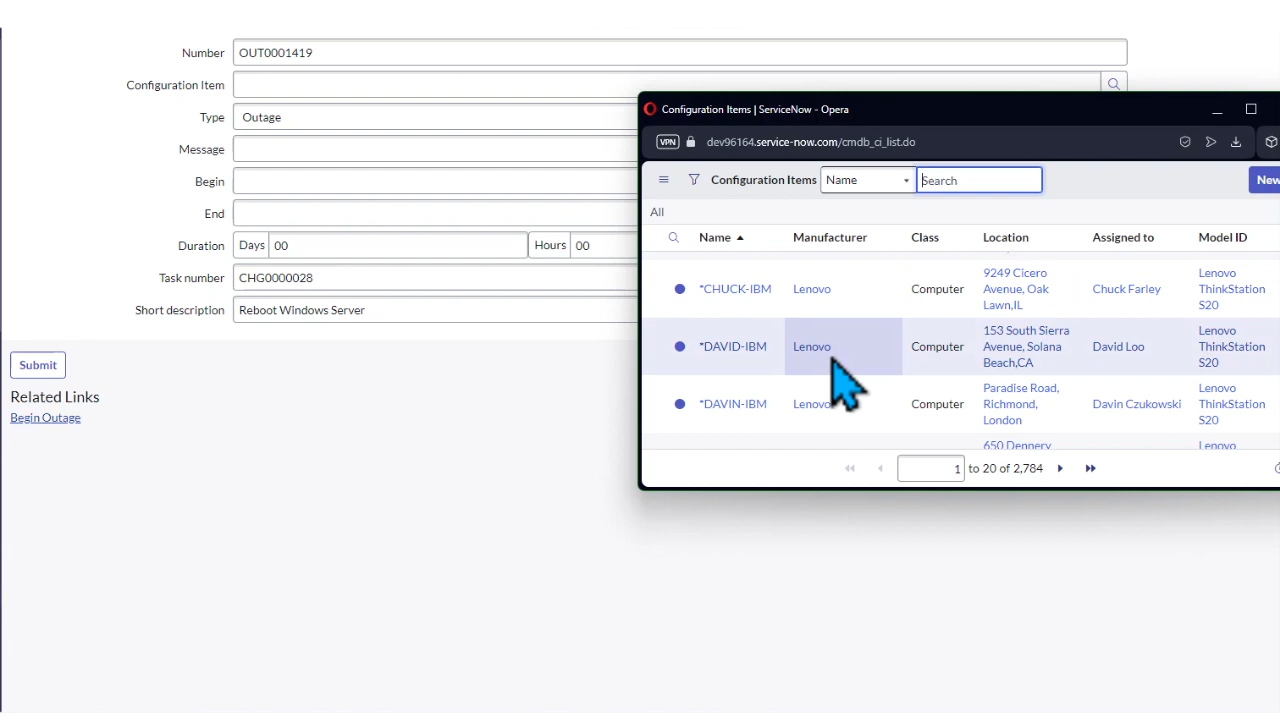 Number OUT0001419
Configuration Item
Type Outage
Message
Begin
End
Duration Days 00 Hours 00
Task number CHG0000028
Short description Reboot Windows Server
Submit
Related Links
Begin Outage
Configuration Items | ServiceNow - Opera
VPN dev96164.service-now.com/cmdb_ci_list.do
Configuration Items Name Search New
All
Name Manufacturer Class Location Assigned to Model ID
*CHUCK-IBM Lenovo Computer 9249 Cicero Avenue, Oak Lawn,IL Chuck Farley Lenovo ThinkStation S20
*DAVID-IBM Lenovo Computer 153 South Sierra Avenue, Solana Beach,CA David Loo Lenovo ThinkStation S20
*DAVIN-IBM Lenovo Computer Paradise Road, Richmond, London Davin Czukowski Lenovo ThinkStation S20
650 Dennery Lenovo
1 to 20 of 2,784